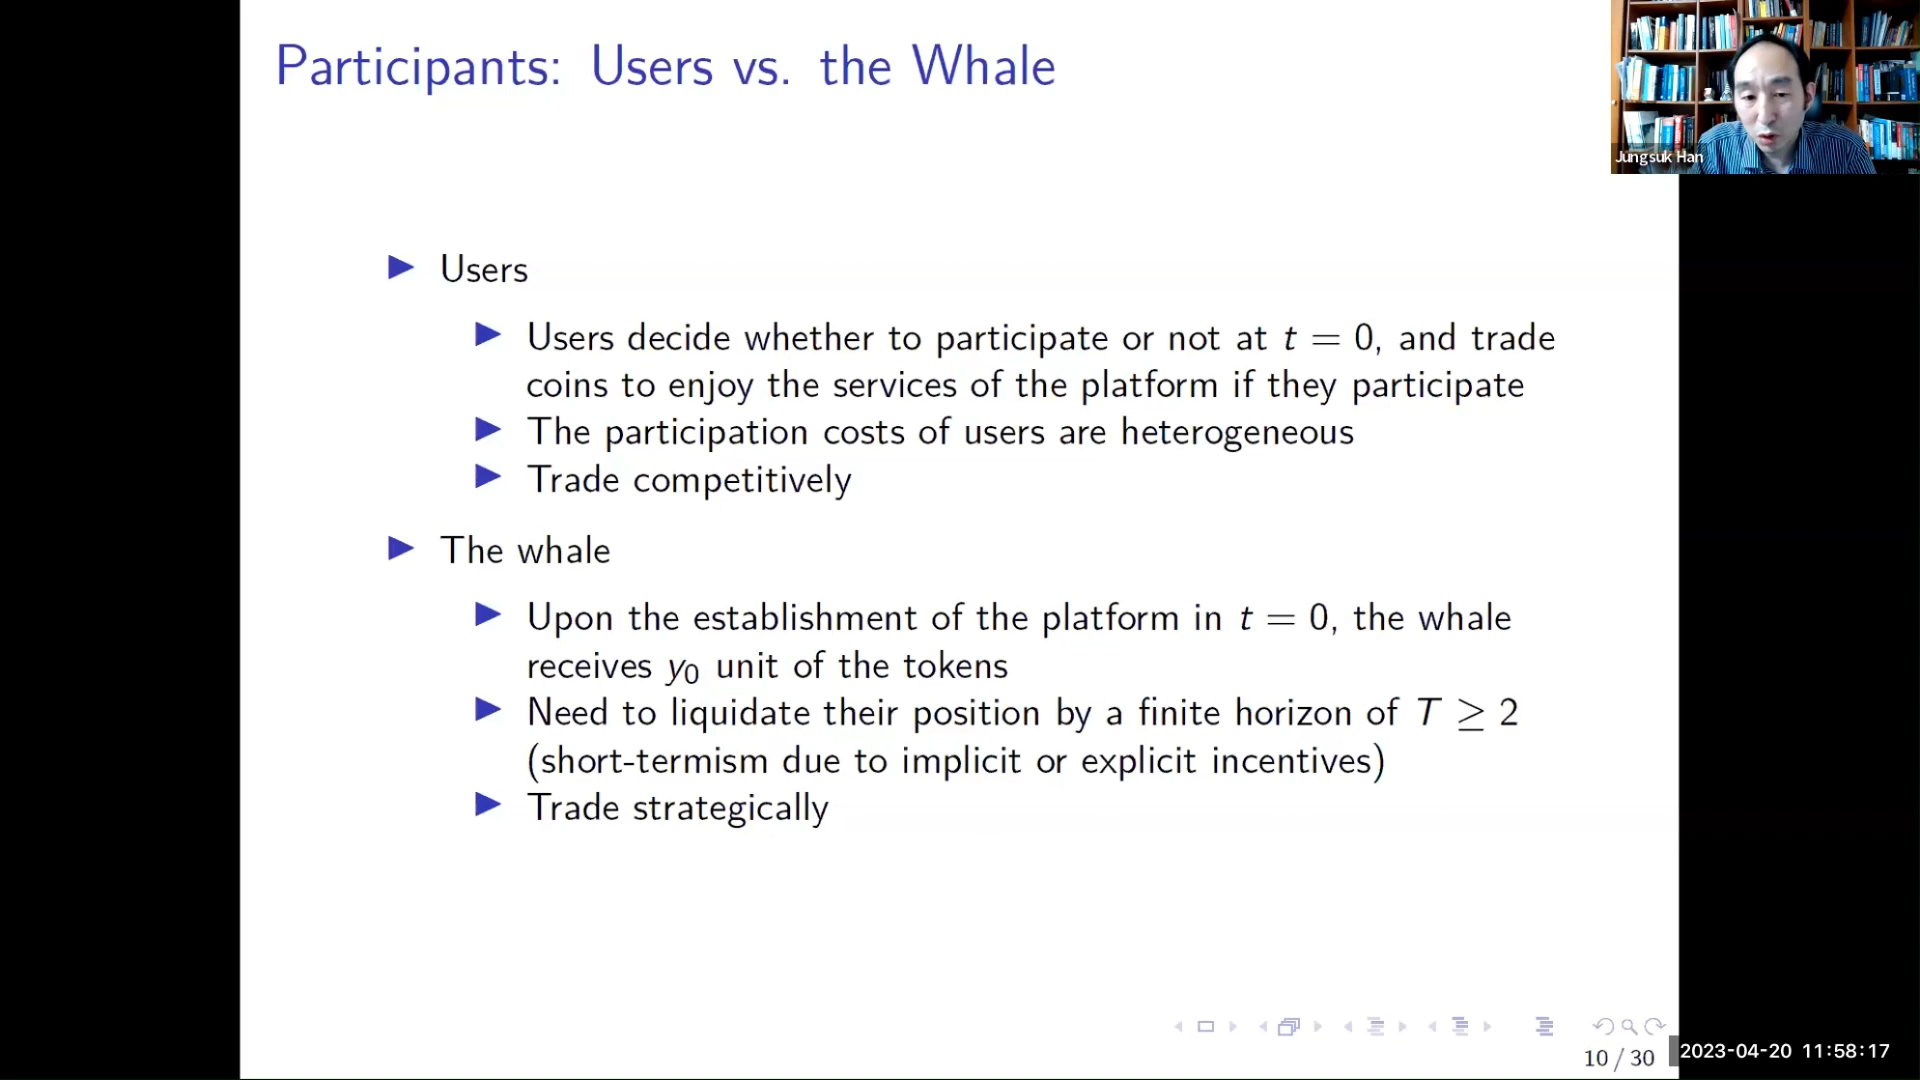 Participants: Users vs. the Whale
Jungsuk Han
▶ Users
▶ Users decide whether to participate or not at t = 0, and trade
coins to enjoy the services of the platform if they participate
▶ The participation costs of users are heterogeneous
▶ Trade competitively
▶ The whale
▶ Upon the establishment of the platform in t = 0, the whale
receives y₀ unit of the tokens
▶ Need to liquidate their position by a finite horizon of T ≥ 2
(short-termism due to implicit or explicit incentives)
▶ Trade strategically
10 / 30
2023-04-20 11:58:17